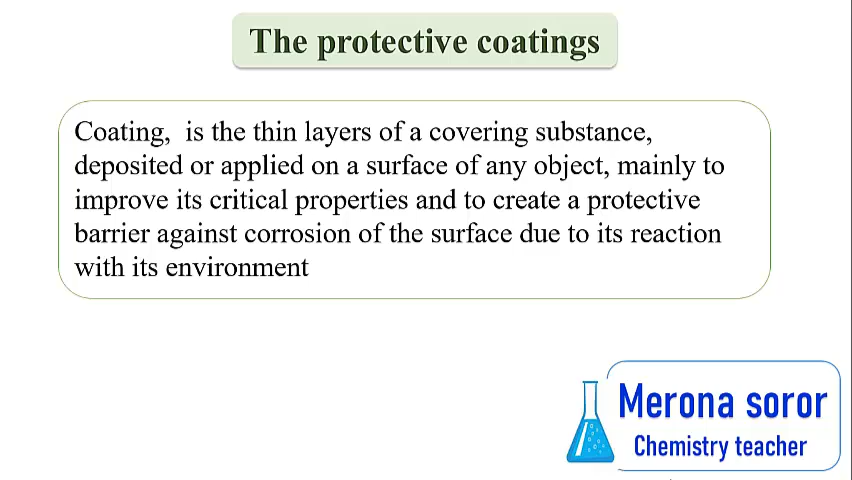 The protective coatings
Coating,  is the thin layers of a covering substance,
deposited or applied on a surface of any object, mainly to
improve its critical properties and to create a protective
barrier against corrosion of the surface due to its reaction
with its environment
Merona soror
Chemistry teacher